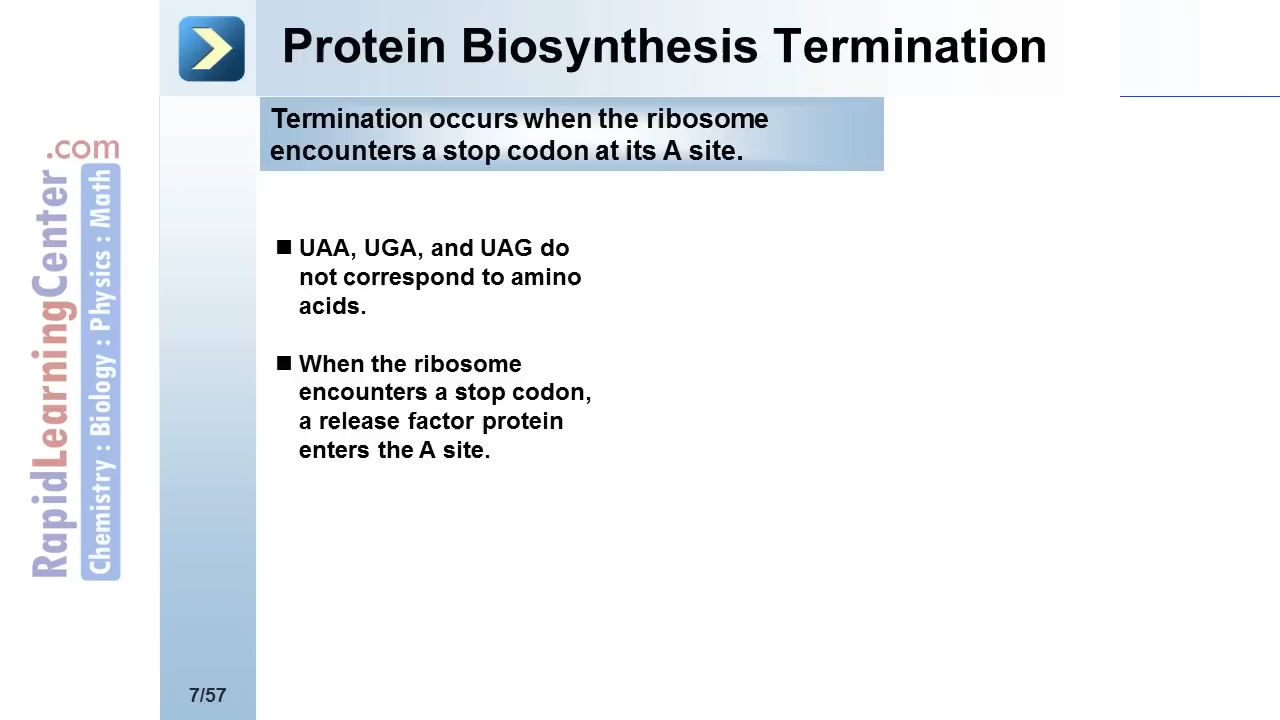 Protein Biosynthesis Termination
Termination occurs when the ribosome
encounters a stop codon at its A site.
■ UAA, UGA, and UAG do
not correspond to amino
acids.
■ When the ribosome
encounters a stop codon,
a release factor protein
enters the A site.
RapidLearningCenter.com
Chemistry : Biology : Physics : Math
7/57